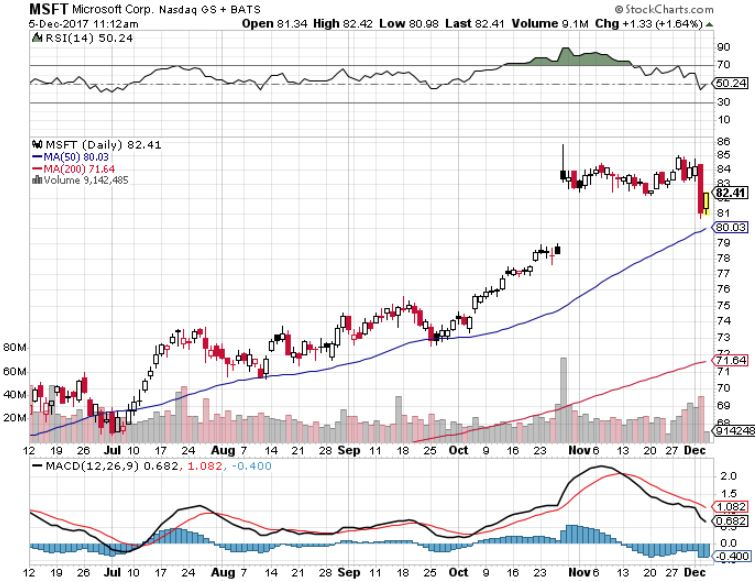 MSFT Microsoft Corp. Nasdaq GS + BATS
© StockCharts.com
5-Dec-2017 11:12am
Open 81.34 High 82.42 Low 80.98 Last 82.41 Volume 9.1M Chg +1.33 (+1.64%)
RSI(14) 50.24
90
70
50.24
30
10
MSFT (Daily) 82.41
MA(50) 80.03
MA(200) 71.64
Volume 9,142,485
86
85
84
83
82.41
82
81
80.03
79
78
77
76
75
74
73
72
71.64
71
70
69
68
9142485
80M
60M
40M
20M
12 19 26 Jul 10 17 24 Aug 7 14 21 28 Sep 11 18 25 Oct 9 16 23 Nov 6 13 20 27 Dec
MACD(12,26,9) 0.682, 1.082, -0.400
2.0
1.5
1.082
0.682
0.5
0.0
-0.400
12 19 26 Jul 10 17 24 Aug 7 14 21 28 Sep 11 18 25 Oct 9 16 23 Nov 6 13 20 27 Dec